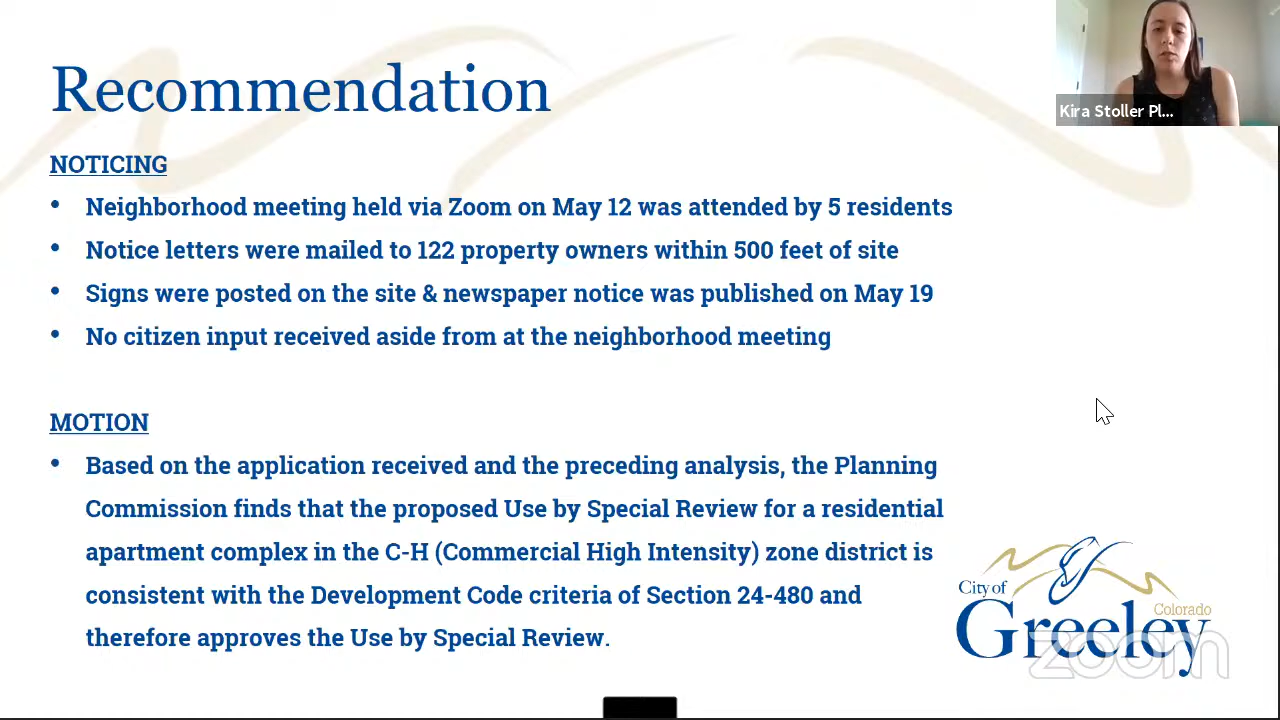 Recommendation
Kira Stoller Pl...
NOTICING
• Neighborhood meeting held via Zoom on May 12 was attended by 5 residents
• Notice letters were mailed to 122 property owners within 500 feet of site
• Signs were posted on the site & newspaper notice was published on May 19
• No citizen input received aside from at the neighborhood meeting
MOTION
• Based on the application received and the preceding analysis, the Planning
Commission finds that the proposed Use by Special Review for a residential
apartment complex in the C-H (Commercial High Intensity) zone district is
consistent with the Development Code criteria of Section 24-480 and
therefore approves the Use by Special Review.
City of
Colorado
Greeley
zoom